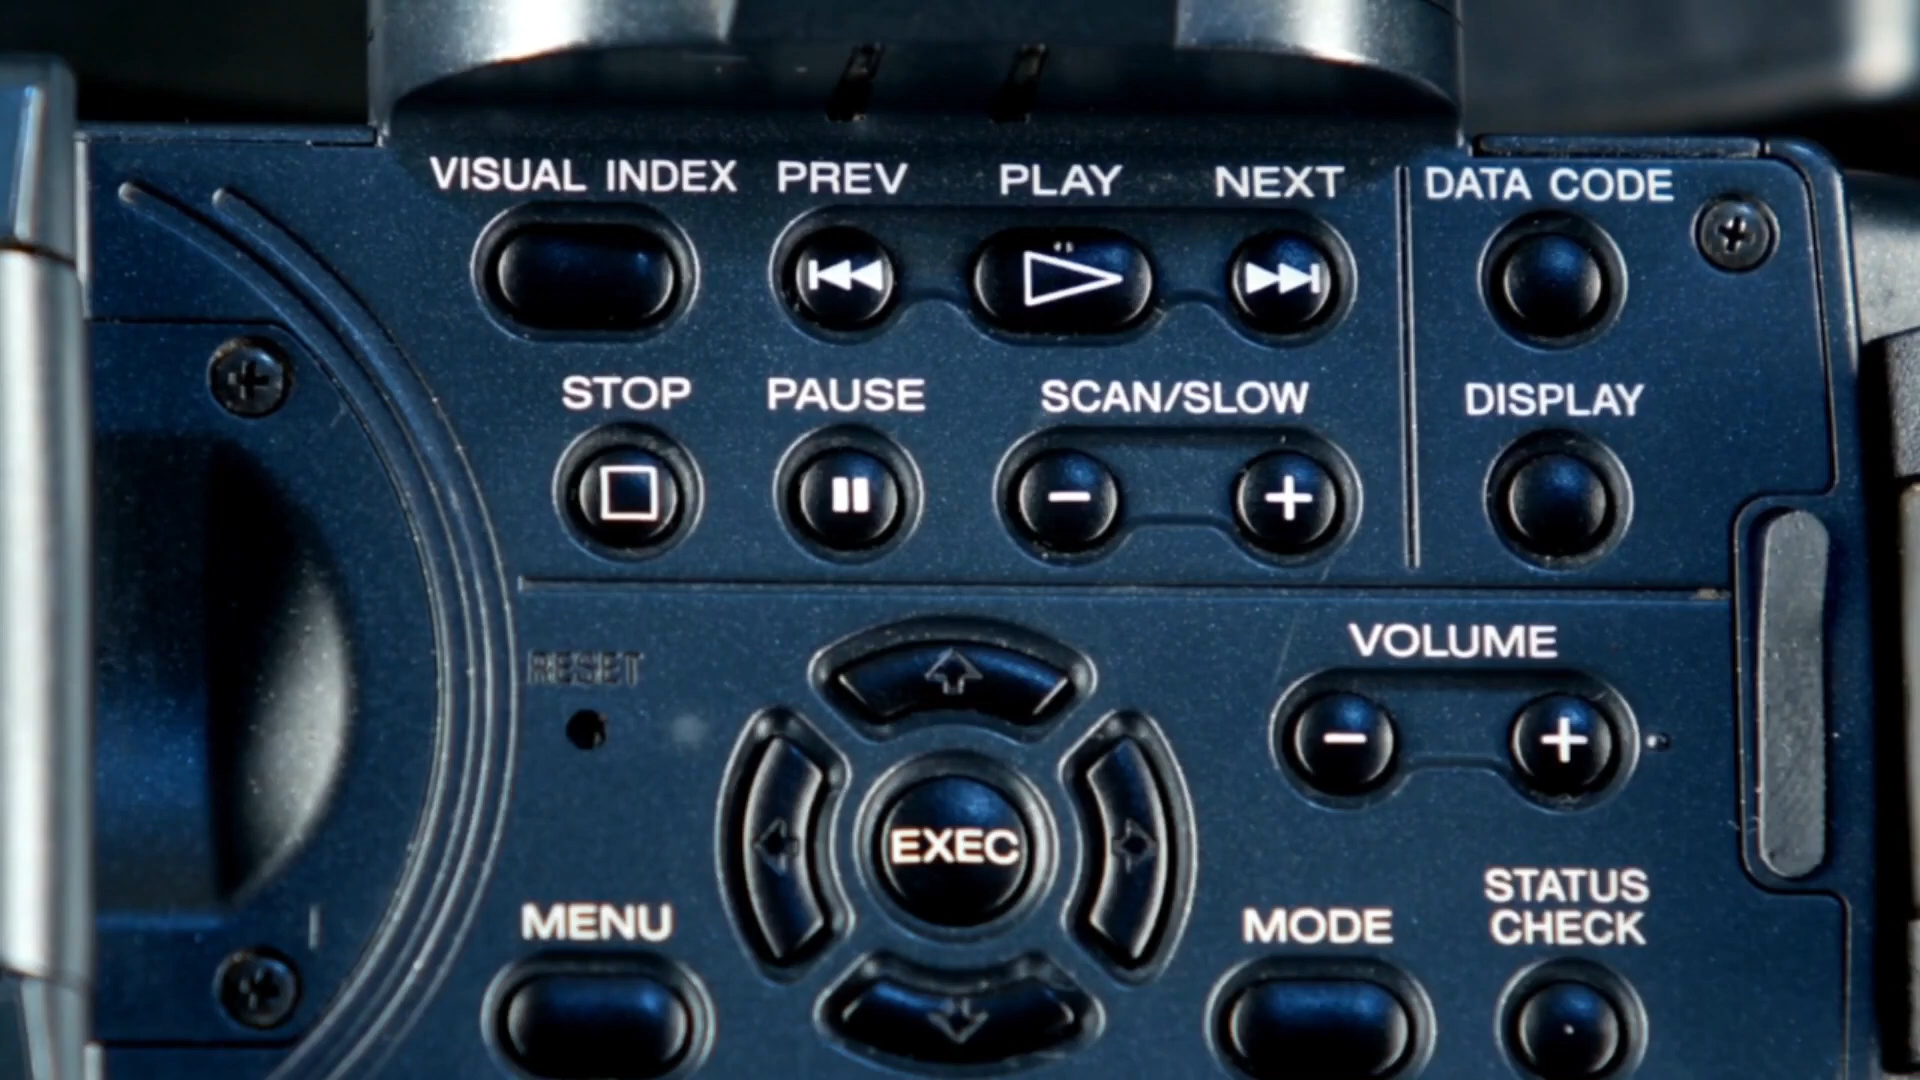 VISUAL INDEX PREV PLAY NEXT DATA CODE
STOP PAUSE SCAN/SLOW DISPLAY
− +
RESET VOLUME
− +
EXEC
MENU MODE STATUS
CHECK